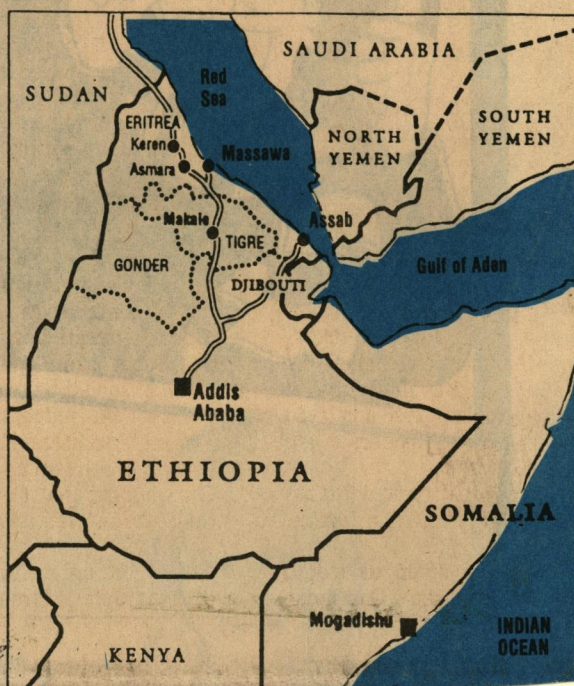 SAUDI ARABIA
Red
Sea
SUDAN
ERITREA
Keren
Asmara
Massawa
NORTH
YEMEN
SOUTH
YEMEN
Makale
TIGRE
Assab
GONDER
DJIBOUTI
Gulf of Aden
Addis
Ababa
ETHIOPIA
SOMALIA
Mogadishu
KENYA
INDIAN
OCEAN